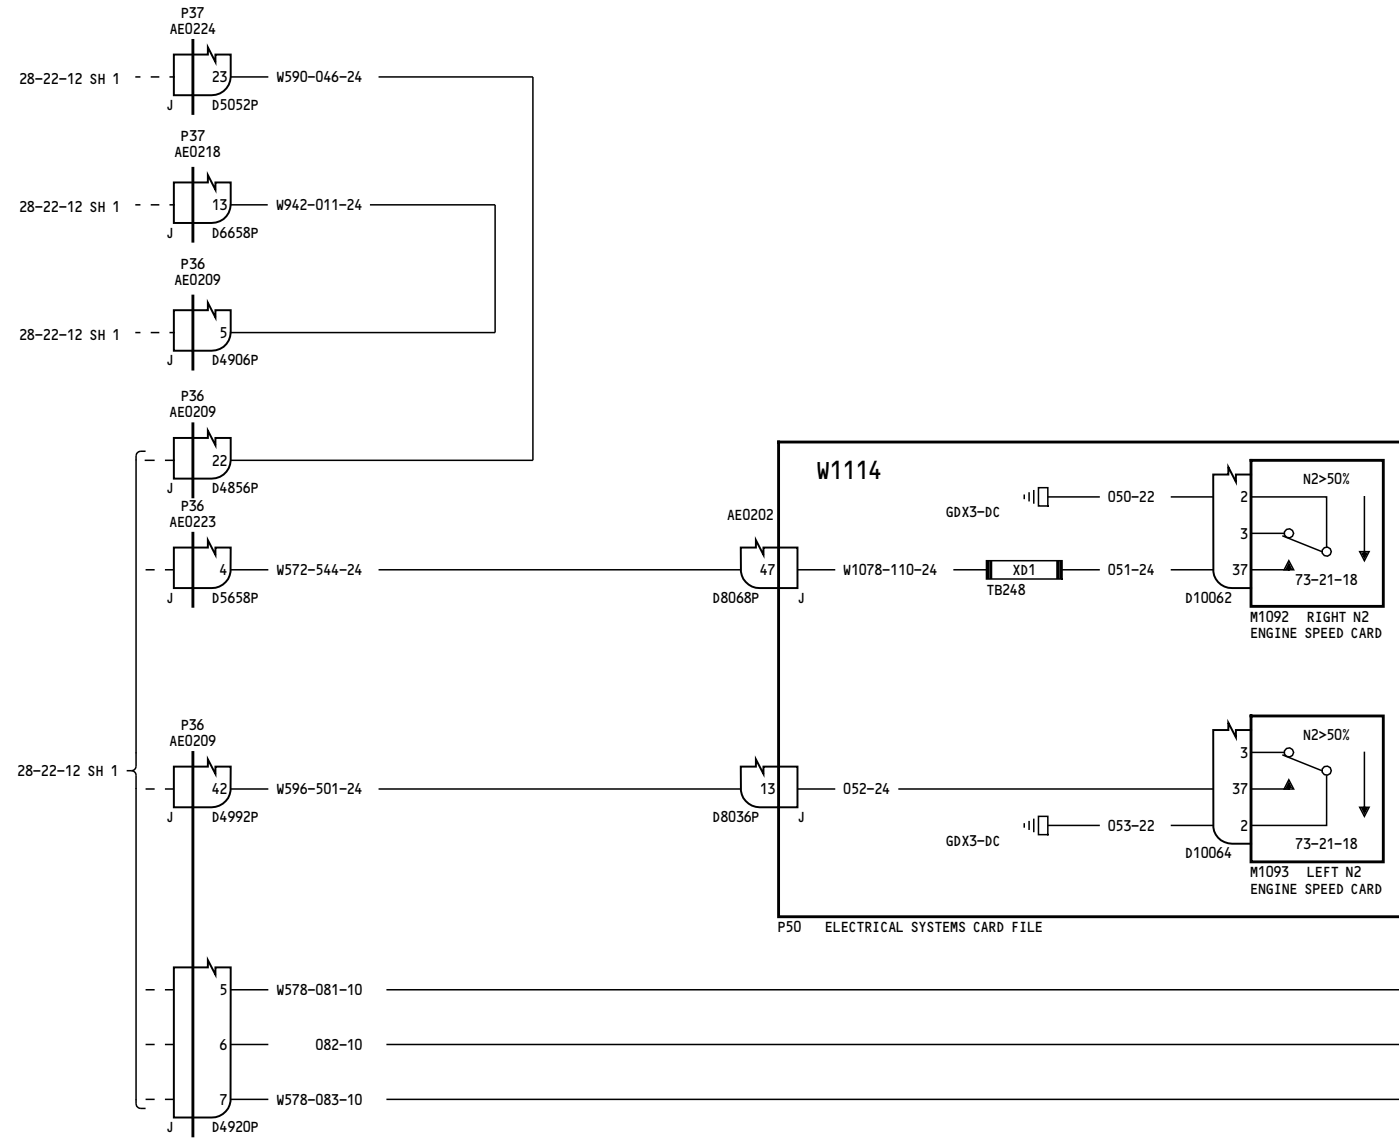 P37
AE0224
28-22-12 SH 1
23
W590-046-24
J
D5052P
P37
AE0218
28-22-12 SH 1
13
W942-011-24
J
D6658P
P36
AE0209
28-22-12 SH 1
5
J
D4906P
P36
AE0209
22
J
D4856P
P36
AE0223
4
W572-544-24
J
D5658P
AE0202
47
D8068P
J
W1114
W1078-110-24
XD1
TB248
GDX3-DC
050-22
051-24
2
3
37
D10062
N2>50%
73-21-18
M1092 RIGHT N2
ENGINE SPEED CARD
28-22-12 SH 1
P36
AE0209
42
W596-501-24
J
D4992P
13
D8036P
J
052-24
GDX3-DC
053-22
3
37
2
D10064
N2>50%
73-21-18
M1093 LEFT N2
ENGINE SPEED CARD
P50 ELECTRICAL SYSTEMS CARD FILE
5
W578-081-10
6
082-10
7
W578-083-10
J
D4920P